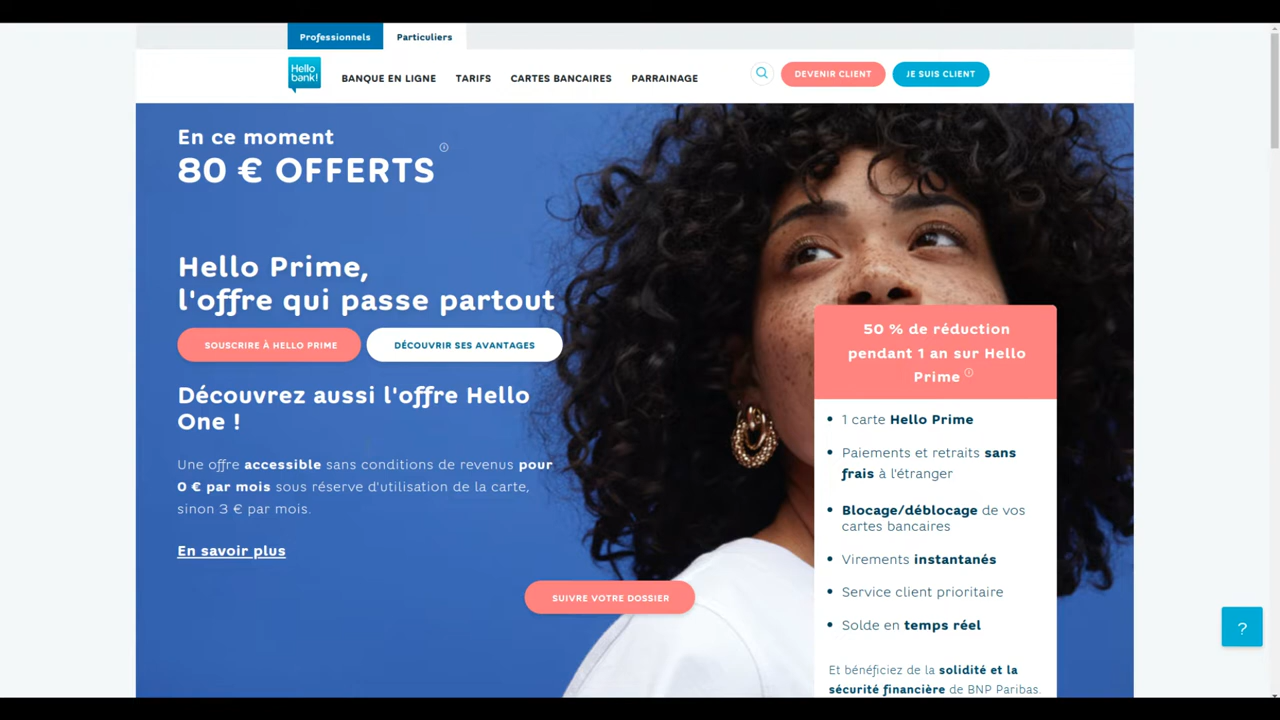 Professionnels
Particuliers
Hello
bank!
BANQUE EN LIGNE
TARIFS
CARTES BANCAIRES
PARRAINAGE
DEVENIR CLIENT
JE SUIS CLIENT
En ce moment
80 € OFFERTS
Hello Prime,
l'offre qui passe partout
SOUSCRIRE À HELLO PRIME
DÉCOUVRIR SES AVANTAGES
Découvrez aussi l'offre Hello
One !
Une offre accessible sans conditions de revenus pour
0 € par mois sous réserve d'utilisation de la carte,
sinon 3 € par mois.
En savoir plus
SUIVRE VOTRE DOSSIER
50 % de réduction
pendant 1 an sur Hello
Prime
• 1 carte Hello Prime
• Paiements et retraits sans
frais à l'étranger
• Blocage/déblocage de vos
cartes bancaires
• Virements instantanés
• Service client prioritaire
• Solde en temps réel
Et bénéficiez de la solidité et la
sécurité financière de BNP Paribas.
?